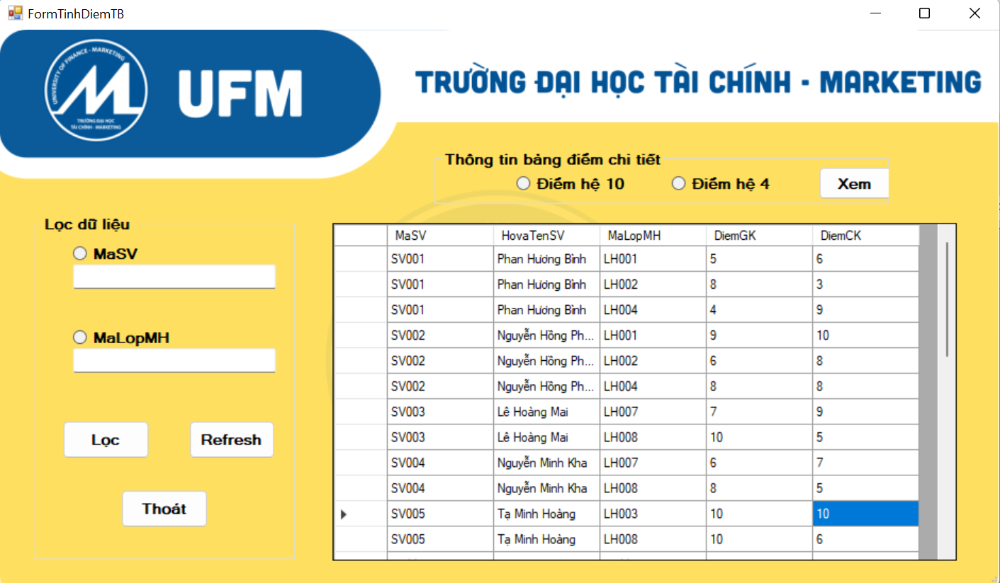 FormTinhDiemTB
UNIVERSITY OF FINANCE - MARKETING
TRƯỜNG ĐẠI HỌC
TÀI CHÍNH - MARKETING
UFM
TRƯỜNG ĐẠI HỌC TÀI CHÍNH - MARKETING
Thông tin bảng điểm chi tiết
Điểm hệ 10 Điểm hệ 4 Xem
Lọc dữ liệu
MaSV
MaLopMH
Lọc Refresh
Thoát
MaSV HovaTenSV MaLopMH DiemGK DiemCK
SV001 Phan Hương Bình LH001 5 6
SV001 Phan Hương Bình LH002 8 3
SV001 Phan Hương Bình LH004 4 9
SV002 Nguyễn Hồng Ph... LH001 9 10
SV002 Nguyễn Hồng Ph... LH002 6 8
SV002 Nguyễn Hồng Ph... LH004 8 8
SV003 Lê Hoàng Mai LH007 7 9
SV003 Lê Hoàng Mai LH008 10 5
SV004 Nguyễn Minh Kha LH007 6 7
SV004 Nguyễn Minh Kha LH008 8 5
SV005 Tạ Minh Hoàng LH003 10 10
SV005 Tạ Minh Hoàng LH008 10 6